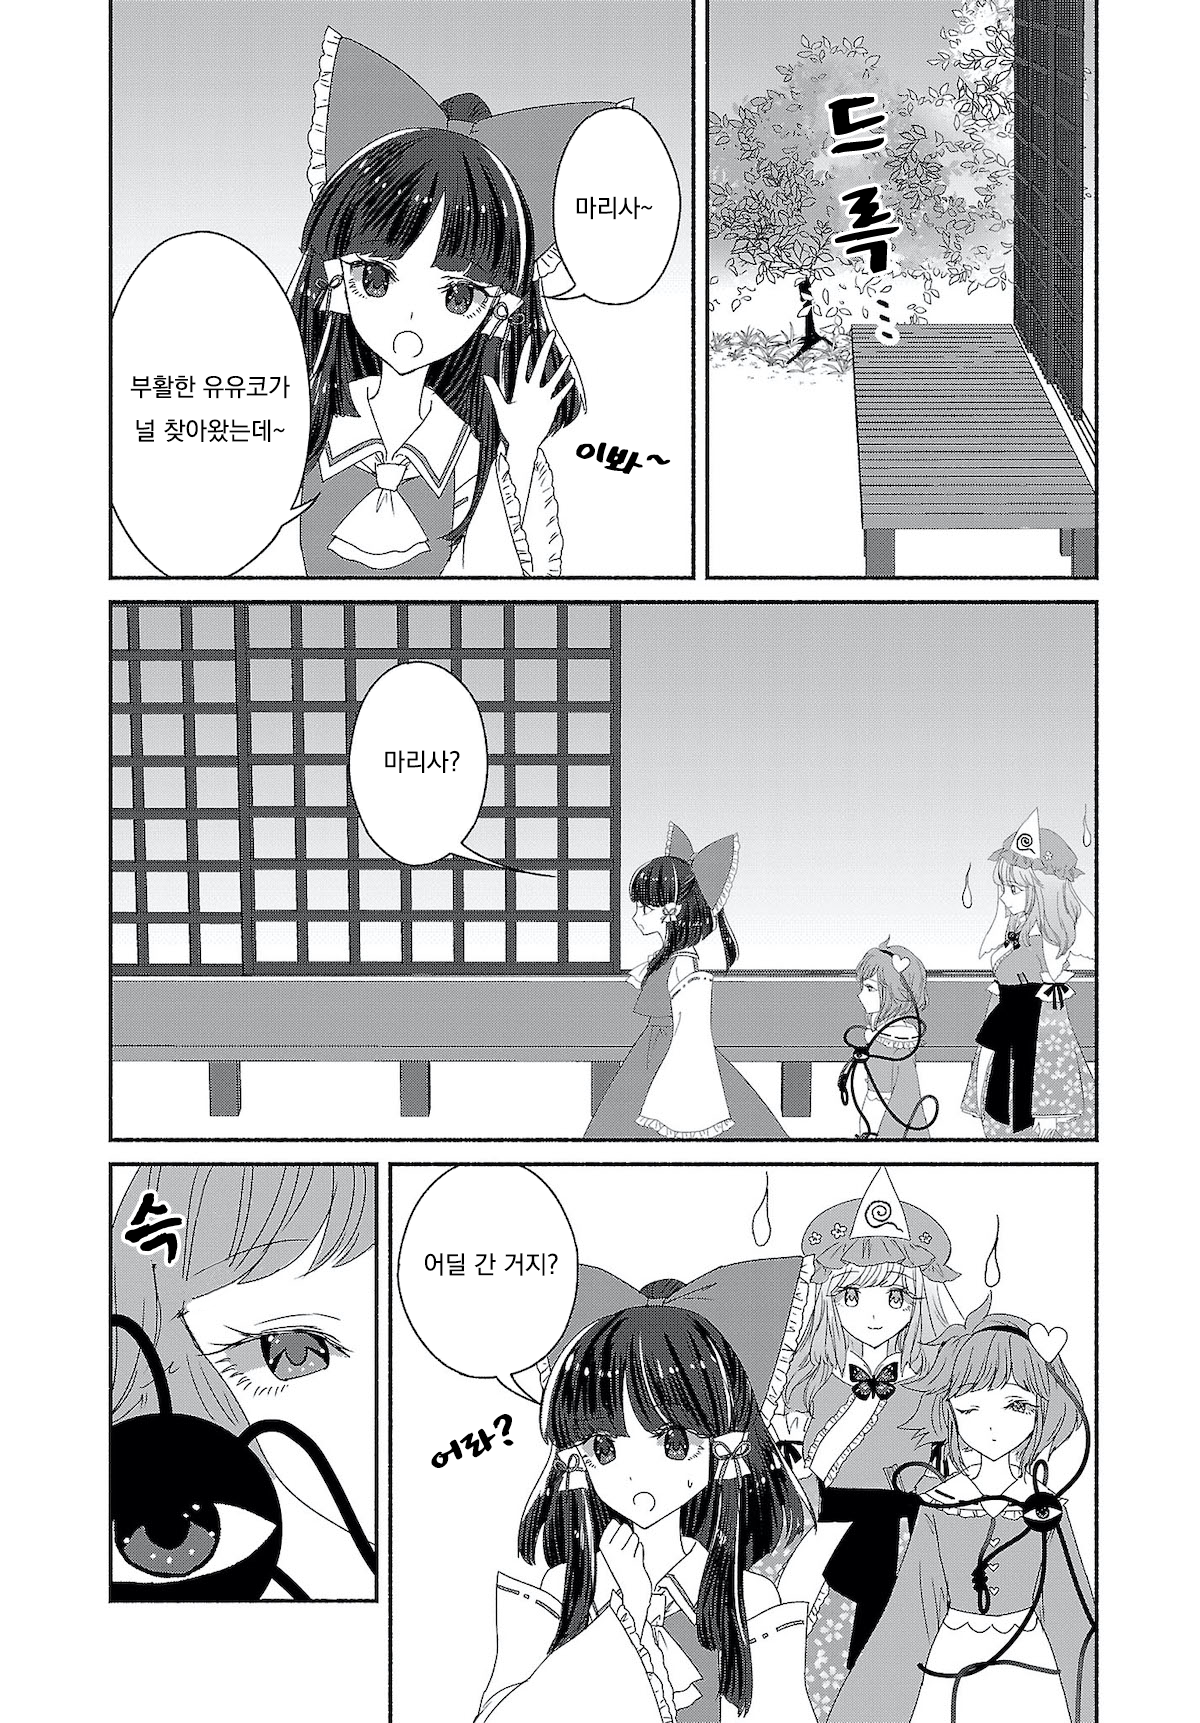 드
륵
…
마리사~
부활한 유유코가
널 찾아왔는데~
이봐~
마리사?
어딜 간 거지?
어라?
슥